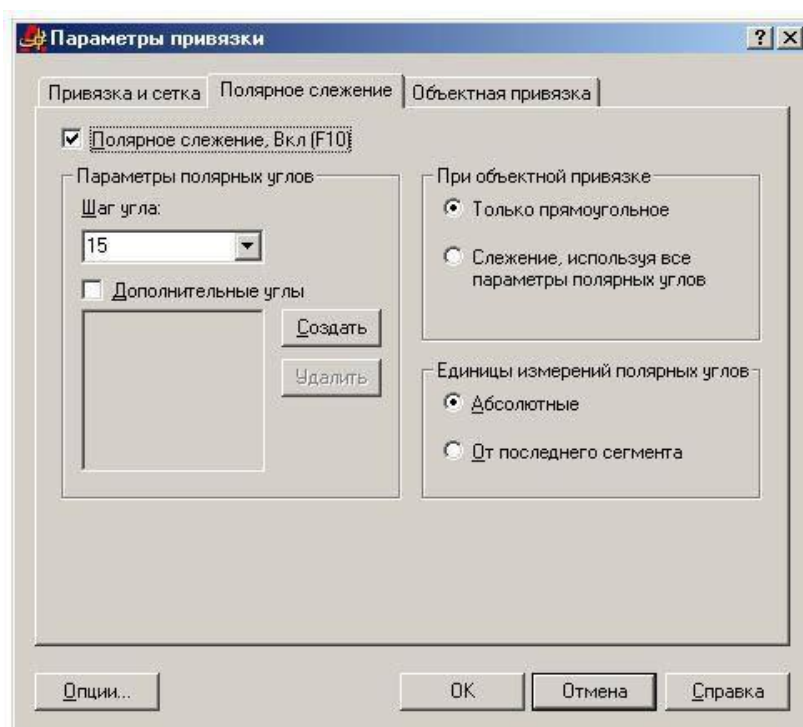 Параметры привязки
Привязка и сетка
Полярное слежение
Объектная привязка
Полярное слежение, Вкл (F10)
Параметры полярных углов
Шаг угла:
15
Дополнительные углы
Создать
Удалить
При объектной привязке
Только прямоугольное
Слежение, используя все
параметры полярных углов
Единицы измерений полярных углов
Абсолютные
От последнего сегмента
Опции...
OK
Отмена
Справка